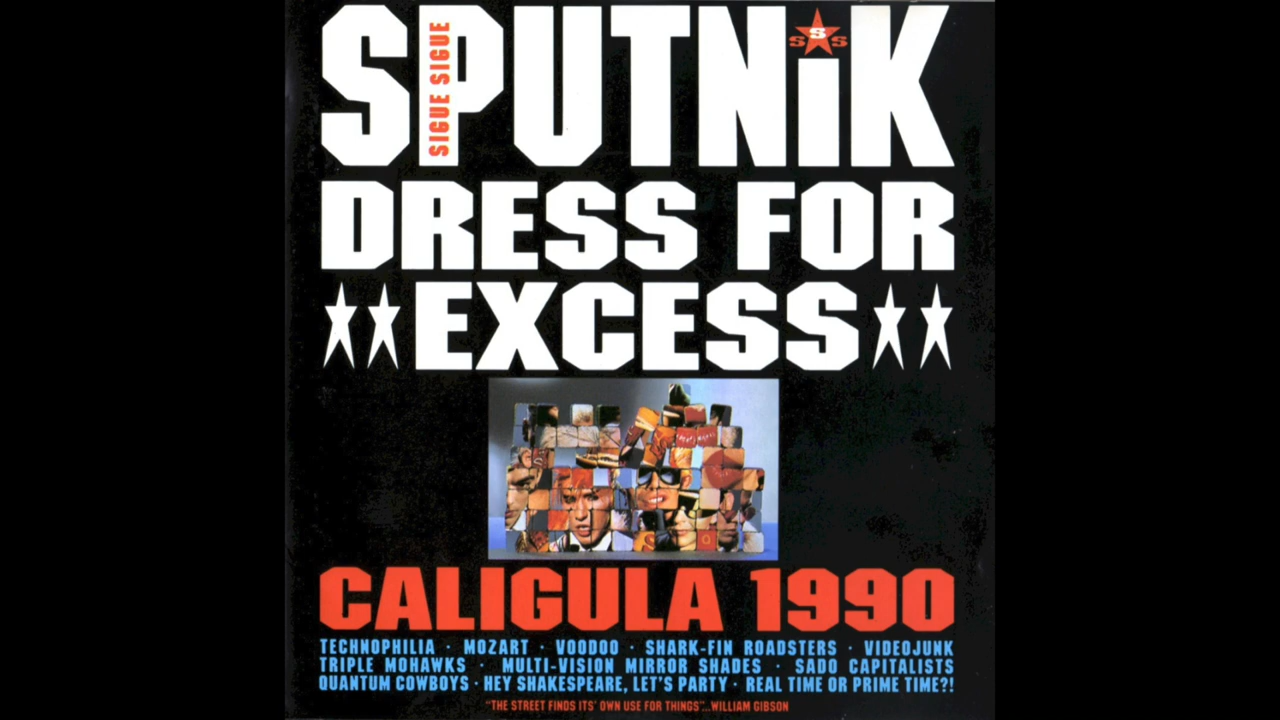 SPUTNiK
SIGUE SIGUE
SSS
DRESS FOR
EXCESS
CALIGULA 1990
TECHNOPHILIA · MOZART · VOODOO · SHARK-FIN ROADSTERS · VIDEOJUNK
TRIPLE MOHAWKS · MULTI-VISION MIRROR SHADES · SADO CAPITALISTS
QUANTUM COWBOYS · HEY SHAKESPEARE, LET'S PARTY · REAL TIME OR PRIME TIME?!
"THE STREET FINDS ITS' OWN USE FOR THINGS"...WILLIAM GIBSON